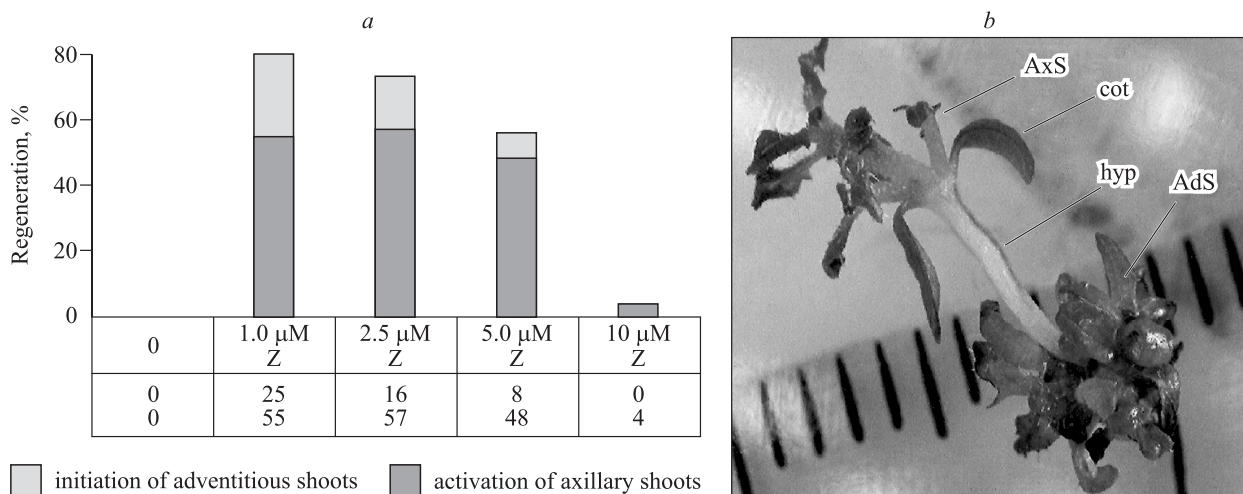 a
b
Regeneration, %
80
60
40
20
0
0
1.0 µM
Z
2.5 µM
Z
5.0 µM
Z
10 µM
Z
0 25 16 8 0
0 55 57 48 4
initiation of adventitious shoots
activation of axillary shoots
AxS
cot
hyp
AdS